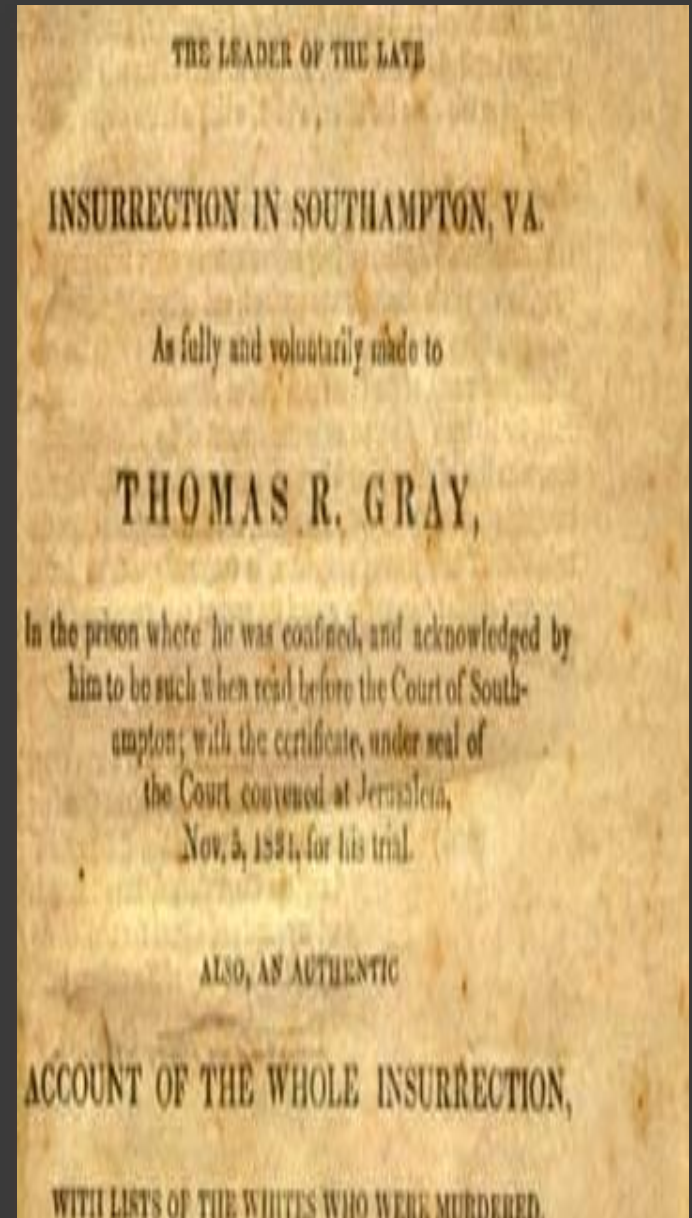 THE LEADER OF THE LATE
INSURRECTION IN SOUTHAMPTON, VA.
As fully and voluntarily made to
THOMAS R. GRAY,
In the prison where he was confined, and acknowledged by
him to be such when read before the Court of South-
ampton; with the certificate, under seal of
the Court convened at Jerusalem,
Nov. 5, 1831, for his trial.
ALSO, AN AUTHENTIC
ACCOUNT OF THE WHOLE INSURRECTION,
WITH LISTS OF THE WHITES WHO WERE MURDERED,